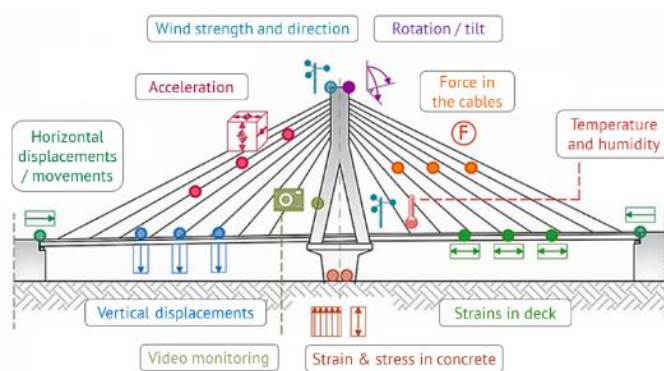 Wind strength and direction
Rotation / tilt
Acceleration
Force in
the cables
F
Temperature
and humidity
Horizontal
displacements
/ movements
Vertical displacements
Strains in deck
Video monitoring
Strain & stress in concrete